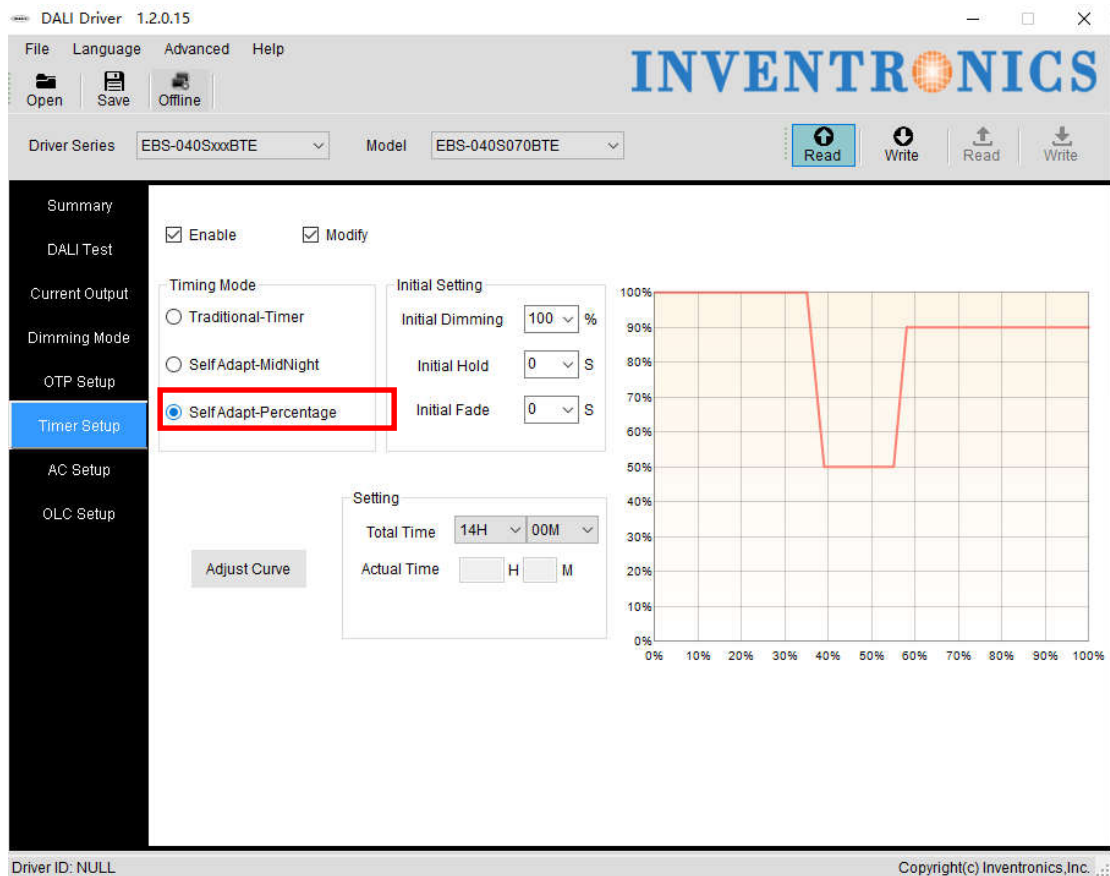 DALI Driver 1.2.0.15
File Language Advanced Help
Open Save Offline
INVENTRONICS
Driver Series EBS-040SxxxBTE Model EBS-040S070BTE Read Write Read Write
Summary
DALI Test
Current Output
Dimming Mode
OTP Setup
Timer Setup
AC Setup
OLC Setup
Enable Modify
Timing Mode
Traditional-Timer
Self Adapt-MidNight
Self Adapt-Percentage
Initial Setting
Initial Dimming 100 %
Initial Hold 0 S
Initial Fade 0 S
Adjust Curve
Setting
Total Time 14H 00M
Actual Time H M
100%
90%
80%
70%
60%
50%
40%
30%
20%
10%
0%
0% 10% 20% 30% 40% 50% 60% 70% 80% 90% 100%
Driver ID: NULL Copyright(c) Inventronics,Inc.